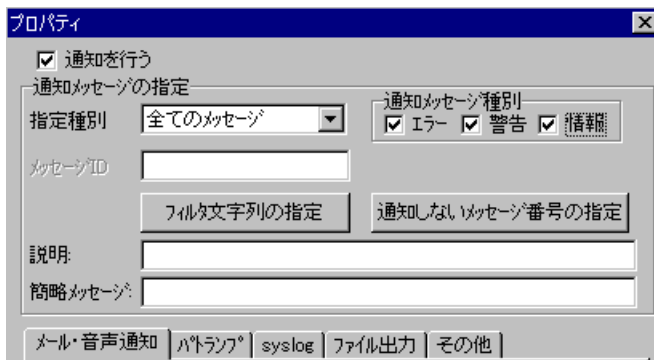 プロパティ
通知を行う
通知メッセージの指定
指定種別 全てのメッセージ
通知メッセージ種別
エラー 警告 情報
メッセージID
フィルタ文字列の指定 通知しないメッセージ番号の指定
説明:
簡略メッセージ:
メール・音声通知 パトランプ syslog ファイル出力 その他